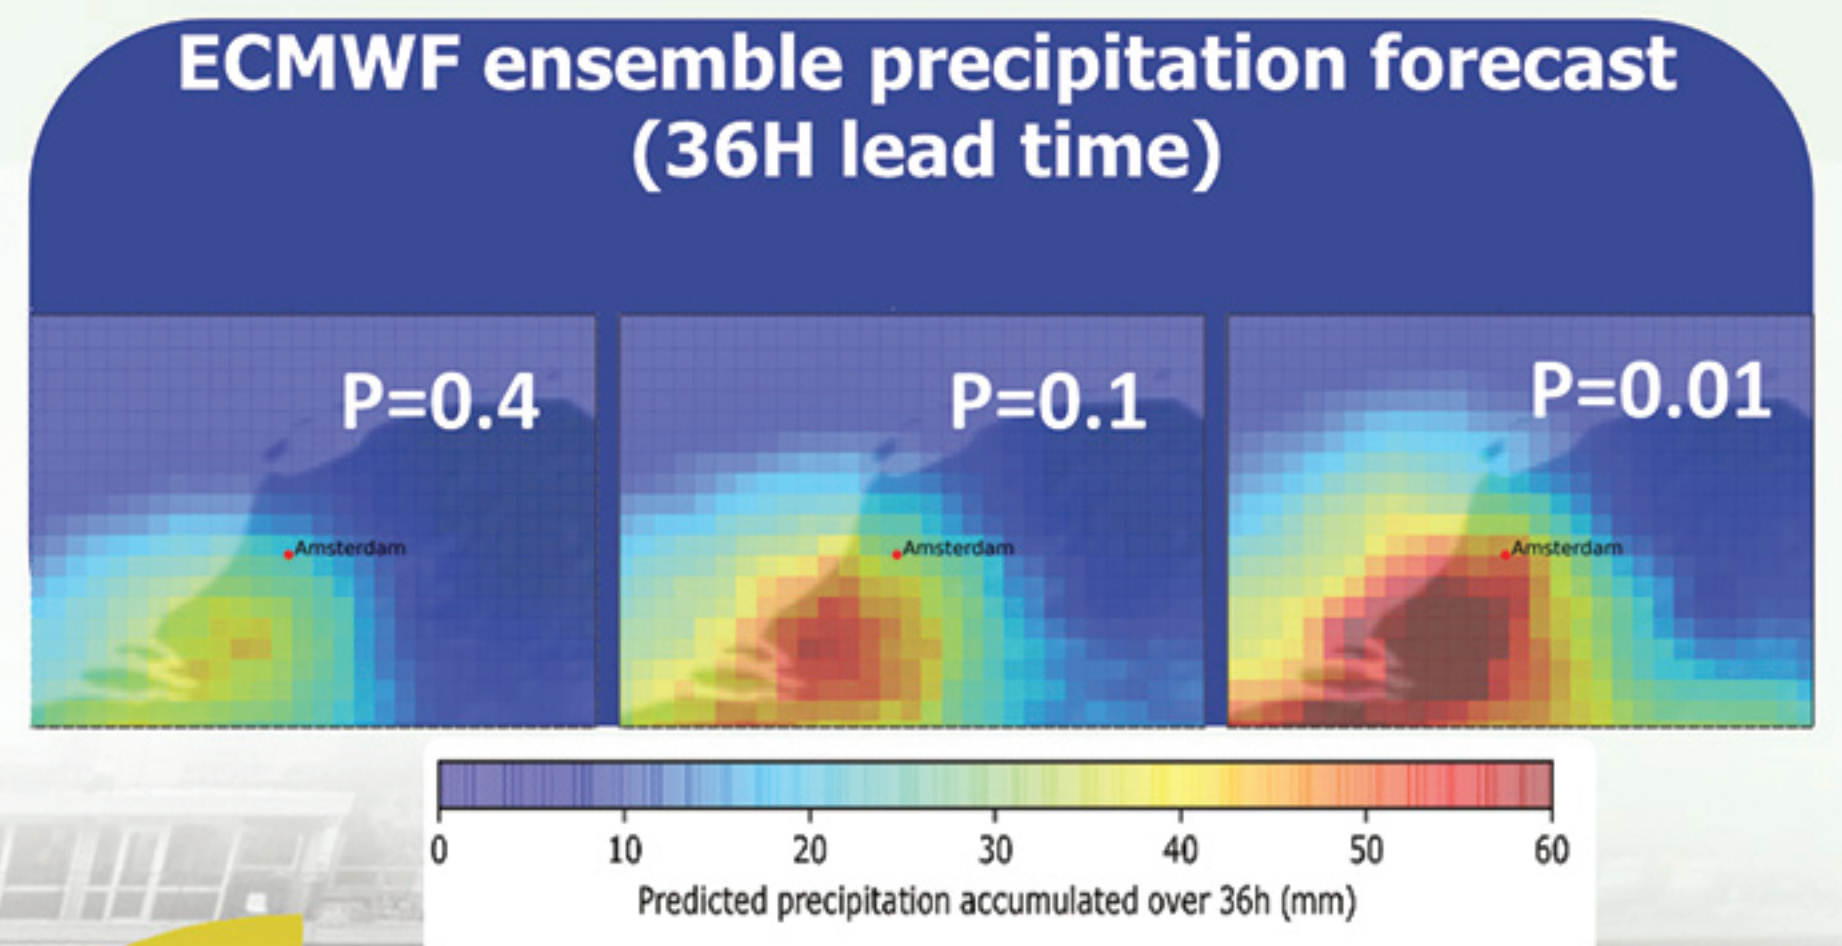 ECMWF ensemble precipitation forecast
(36H lead time)
P=0.4
P=0.1
P=0.01
Amsterdam
Amsterdam
Amsterdam
0 10 20 30 40 50 60
Predicted precipitation accumulated over 36h (mm)